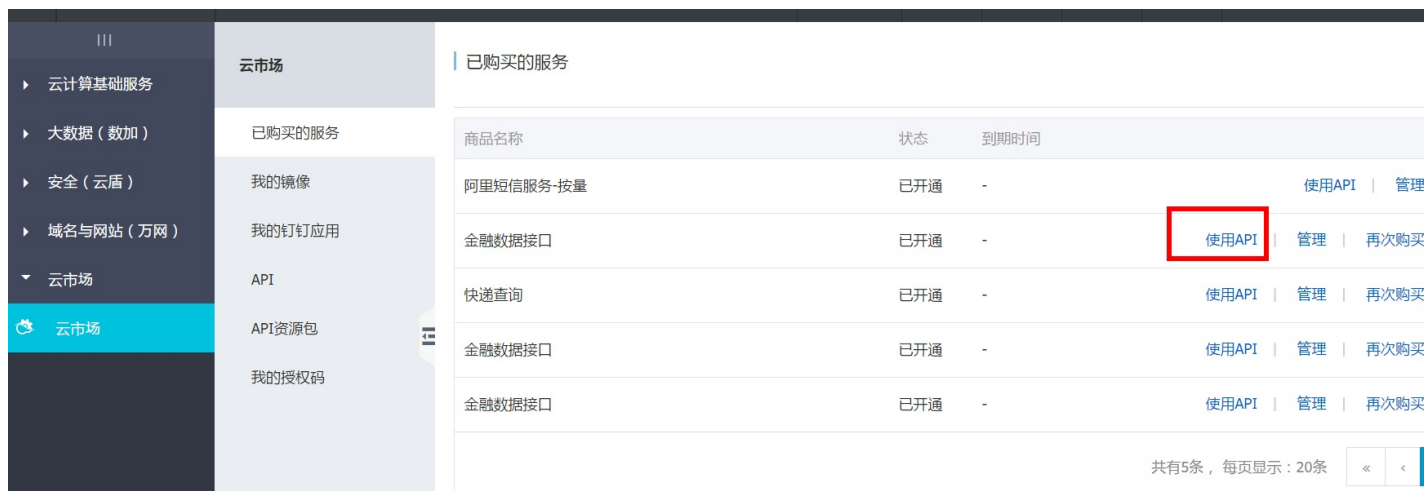 云计算基础服务
大数据（数加）
安全（云盾）
域名与网站（万网）
云市场
云市场
云市场
已购买的服务
我的镜像
我的钉钉应用
API
API资源包
我的授权码
已购买的服务
商品名称 状态 到期时间
阿里短信服务-按量 已开通 - 使用API | 管理
金融数据接口 已开通 - 使用API | 管理 | 再次购买
快递查询 已开通 - 使用API | 管理 | 再次购买
金融数据接口 已开通 - 使用API | 管理 | 再次购买
金融数据接口 已开通 - 使用API | 管理 | 再次购买
共有5条，每页显示：20条 « ‹